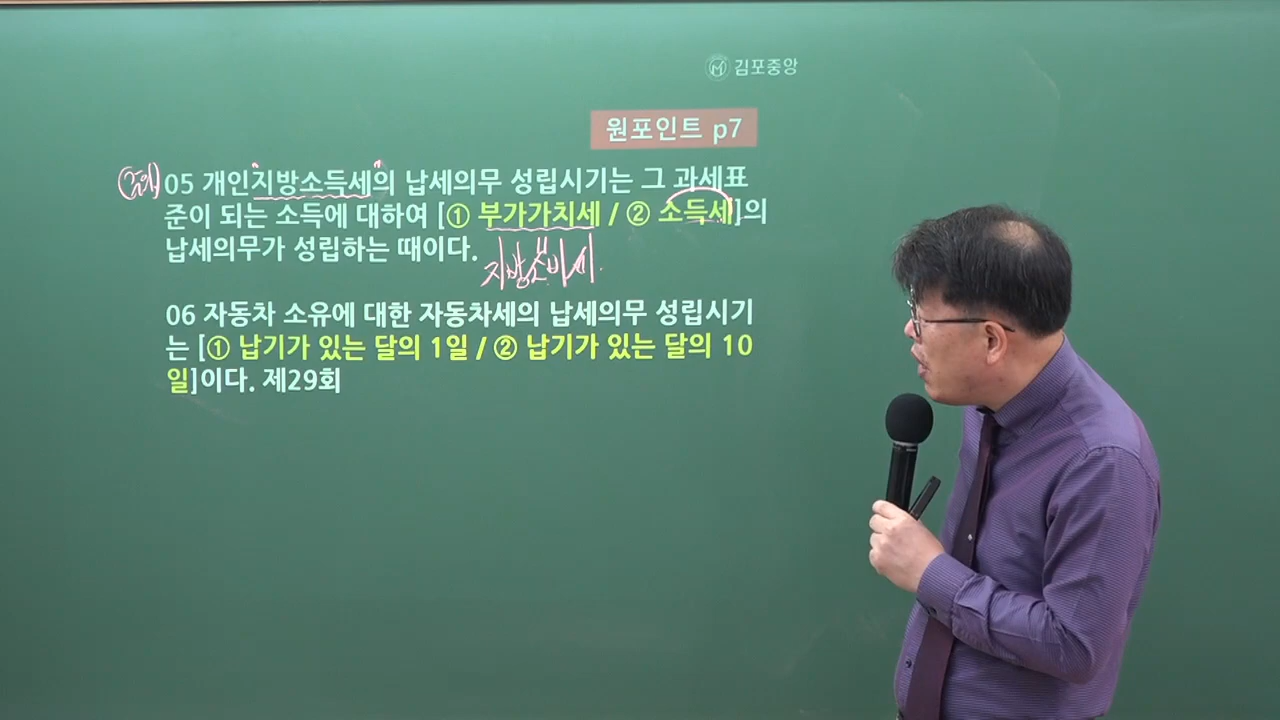 김포중앙
원포인트 p7
(주의) 05 개인지방소득세의 납세의무 성립시기는 그 과세표
준이 되는 소득에 대하여 [① 부가가치세 / ② 소득세]의
납세의무가 성립하는 때이다.
지방소비세.
06 자동차 소유에 대한 자동차세의 납세의무 성립시기
는 [① 납기가 있는 달의 1일 / ② 납기가 있는 달의 10
일]이다. 제29회